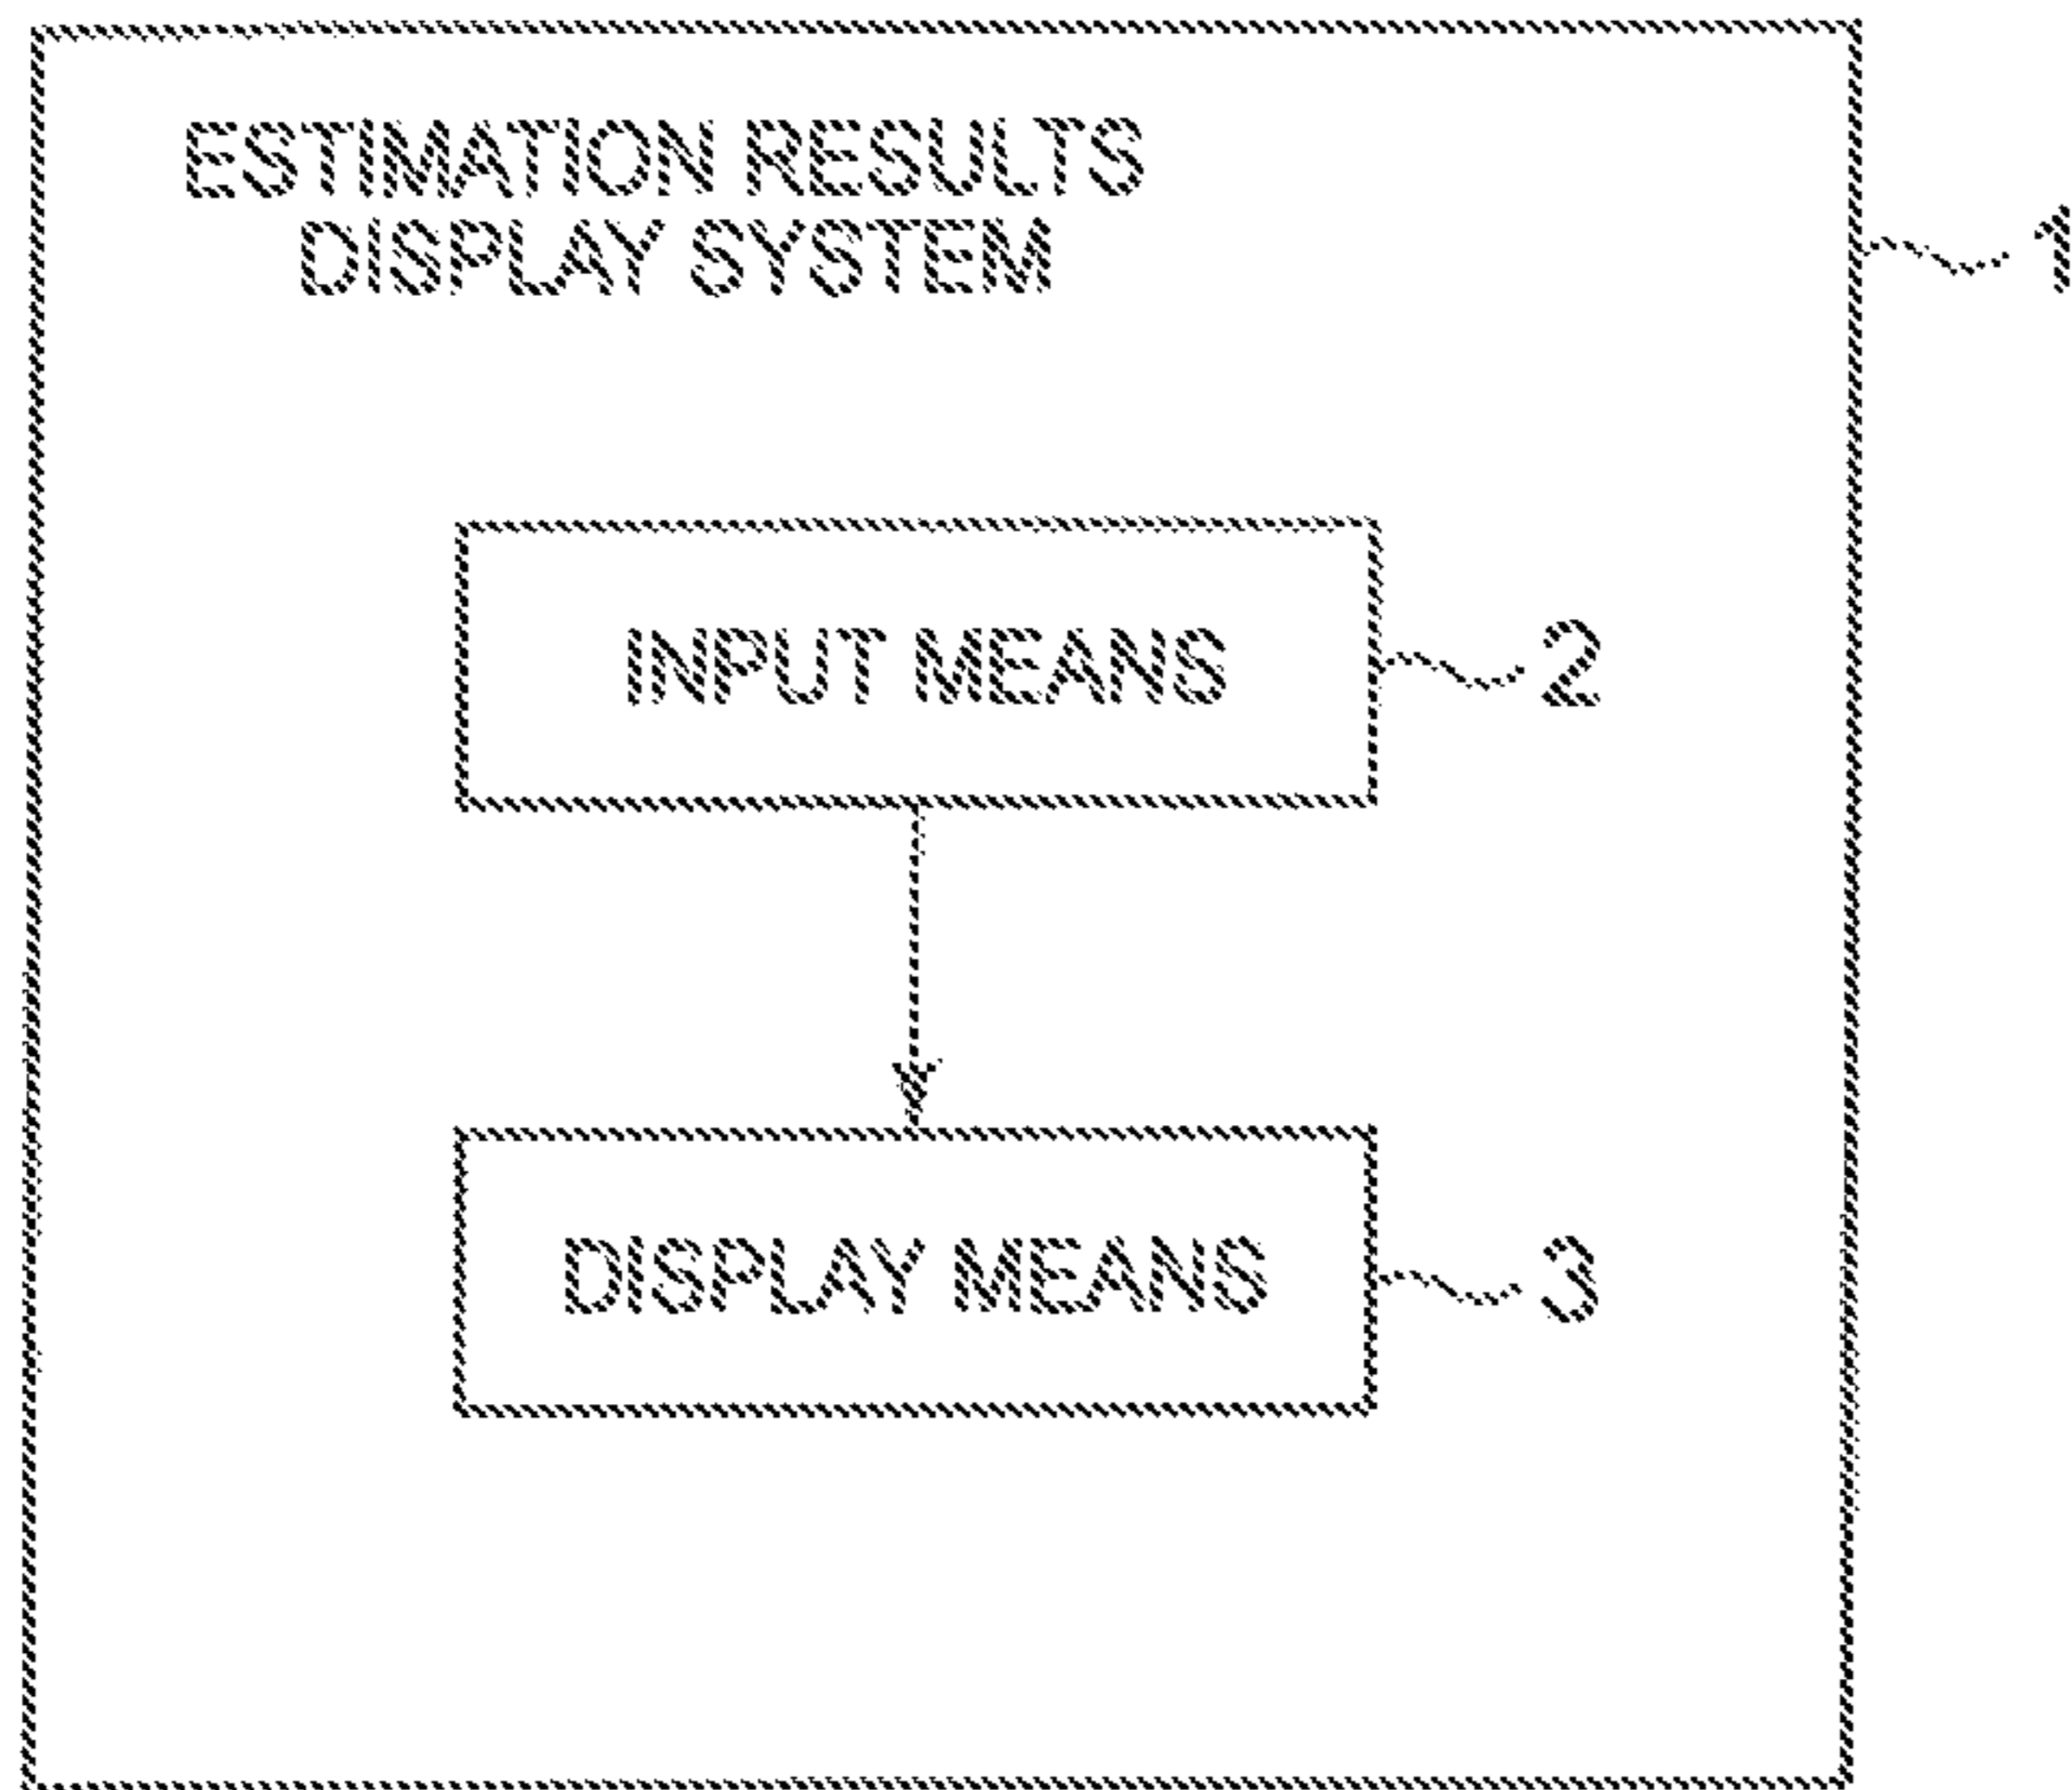 ESTIMATION RESULTS
DISPLAY SYSTEM
1
INPUT MEANS
2
DISPLAY MEANS
3